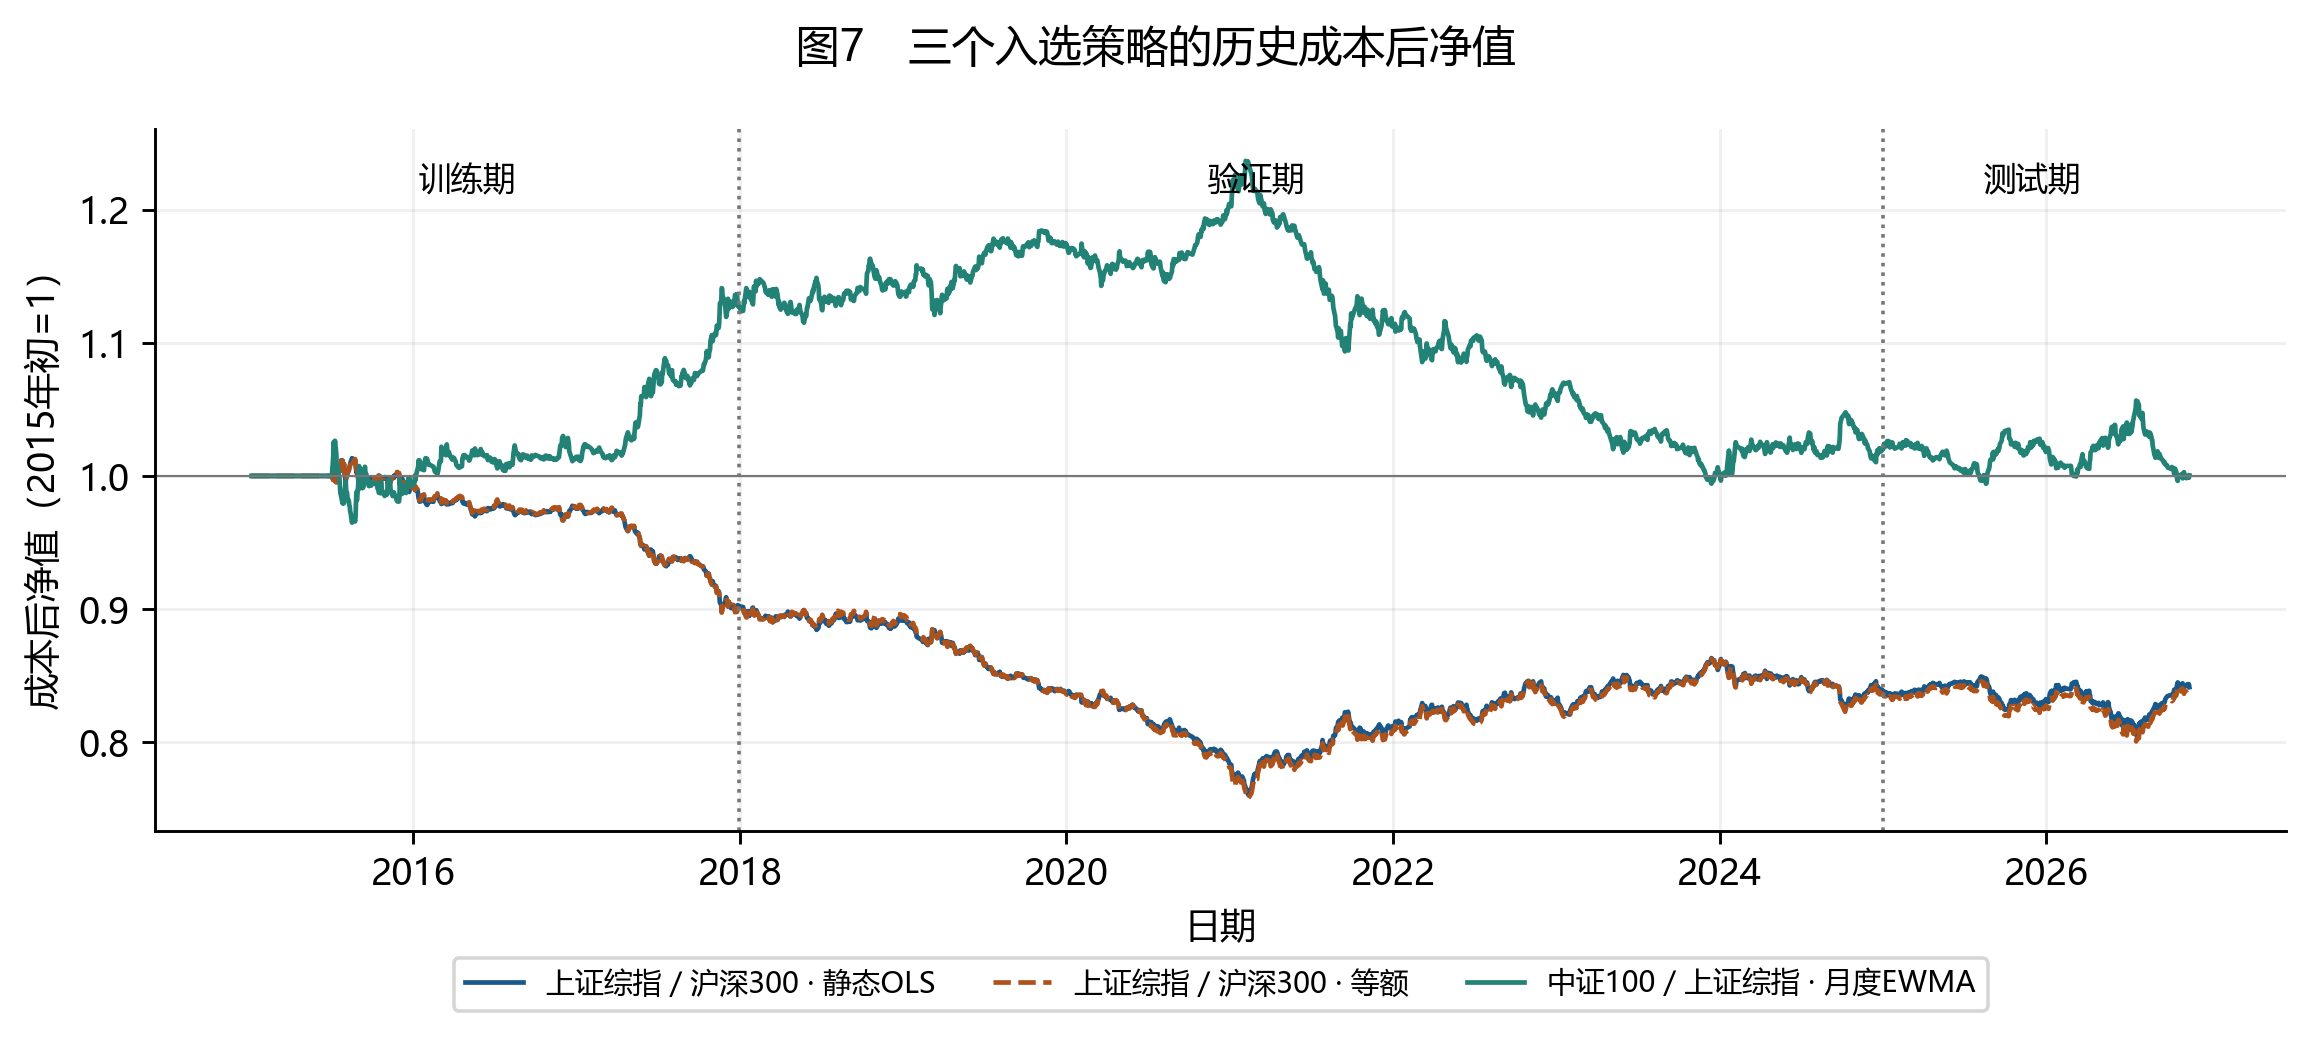 图7 三个入选策略的历史成本后净值
训练期
验证期
测试期
成本后净值（2015年初=1）
1.2
1.1
1.0
0.9
0.8
2016
2018
2020
2022
2024
2026
日期
上证综指 / 沪深300 · 静态OLS
上证综指 / 沪深300 · 等额
中证100 / 上证综指 · 月度EWMA